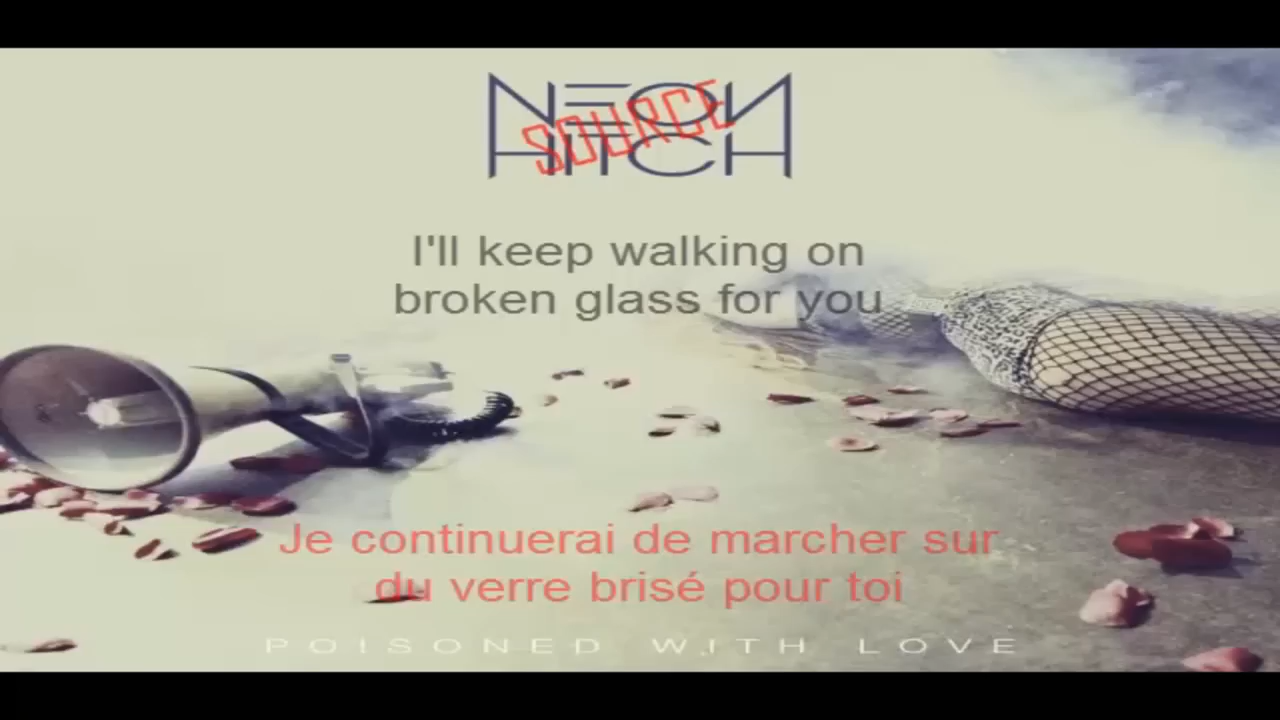 NEON
HITCH
SOURCE
I'll keep walking on
broken glass for you
Je continuerai de marcher sur
du verre brisé pour toi
POISONED WITH LOVE